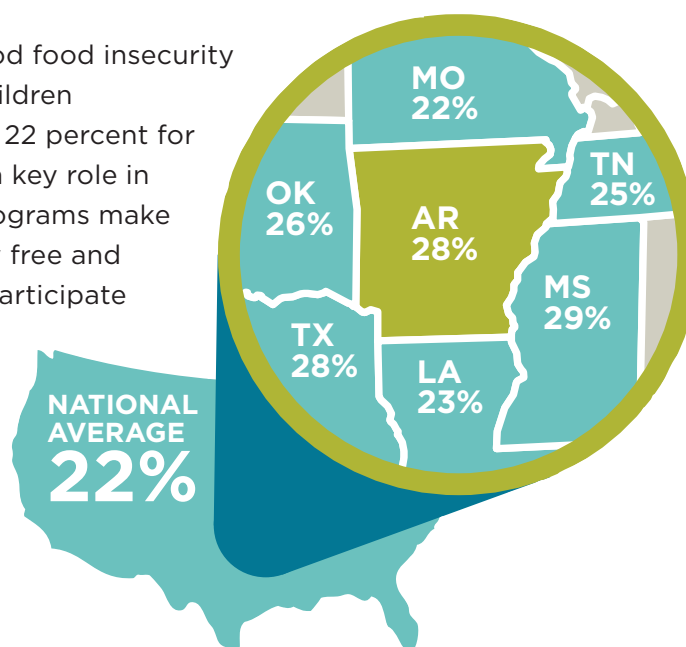 od food insecurity
ildren
22 percent for
key role in
ograms make
free and
articipate
MO
22%
TN
25%
OK
26%
AR
28%
MS
29%
TX
28%
LA
23%
NATIONAL
AVERAGE
22%